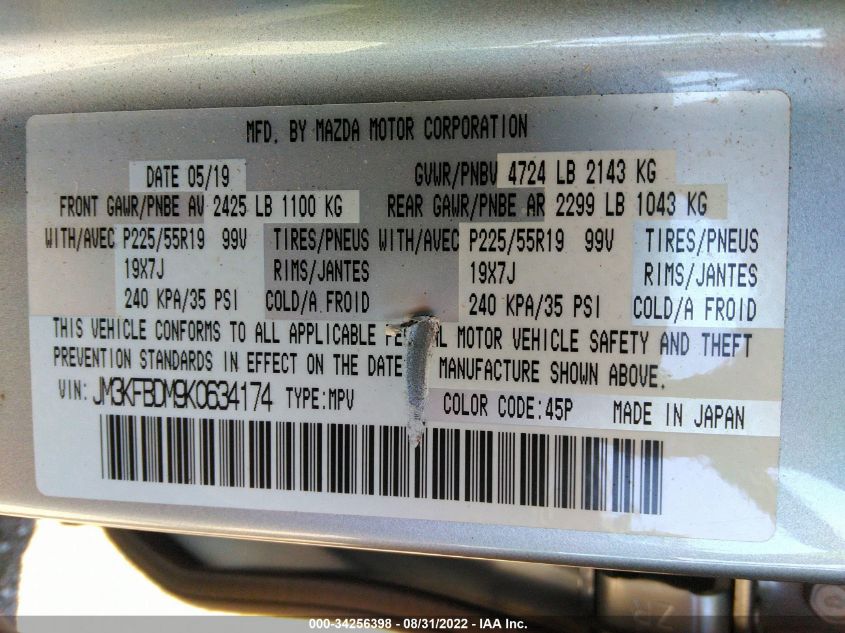 MFD. BY MAZDA MOTOR CORPORATION
DATE 05/19 GVWR/PNBV 4724 LB 2143 KG
FRONT GAWR/PNBE AV 2425 LB 1100 KG REAR GAWR/PNBE AR 2299 LB 1043 KG
WITH/AVEC P225/55R19 99V TIRES/PNEUS WITH/AVEC P225/55R19 99V TIRES/PNEUS
19X7J RIMS/JANTES 19X7J RIMS/JANTES
240 KPA/35 PSI COLD/A FROID 240 KPA/35 PSI COLD/A FROID
THIS VEHICLE CONFORMS TO ALL APPLICABLE MOTOR VEHICLE SAFETY AND THEFT
PREVENTION STANDARDS IN EFFECT ON THE DATE MANUFACTURE SHOWN ABOVE.
VIN: JM3KFBDM9K0634174 TYPE:MPV COLOR CODE:45P MADE IN JAPAN
000-34256398 - 08/31/2022 - IAA Inc.